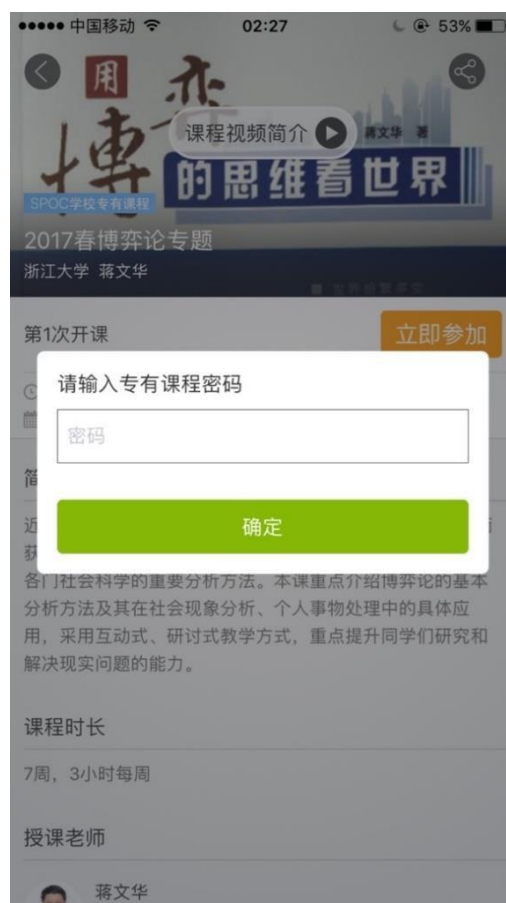 中国移动 02:27 53%
用
博弈
课程视频简介
蒋文华 著
的思维看世界
SPOC学校专有课程
2017春博弈论专题
浙江大学 蒋文华
第1次开课
立即参加
请输入专有课程密码
密码
简
近
确定
获
各门社会科学的重要分析方法。本课重点介绍博弈论的基本
分析方法及其在社会现象分析、个人事物处理中的具体应
用，采用互动式、研讨式教学方式，重点提升同学们研究和
解决现实问题的能力。
课程时长
7周，3小时每周
授课老师
蒋文华